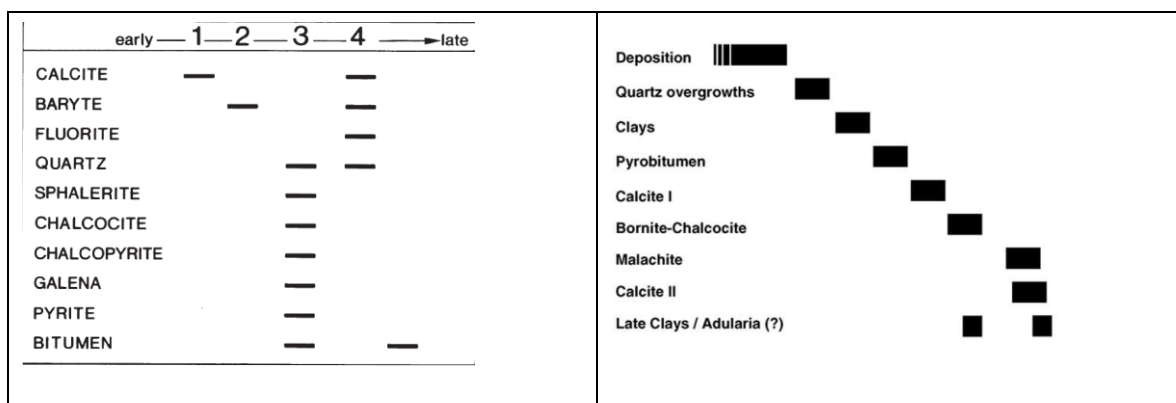 early — 1 — 2 — 3 — 4 → late
CALCITE
BARYTE
FLUORITE
QUARTZ
SPHALERITE
CHALCOCITE
CHALCOPYRITE
GALENA
PYRITE
BITUMEN
Deposition
Quartz overgrowths
Clays
Pyrobitumen
Calcite I
Bornite-Chalcocite
Malachite
Calcite II
Late Clays / Adularia (?)